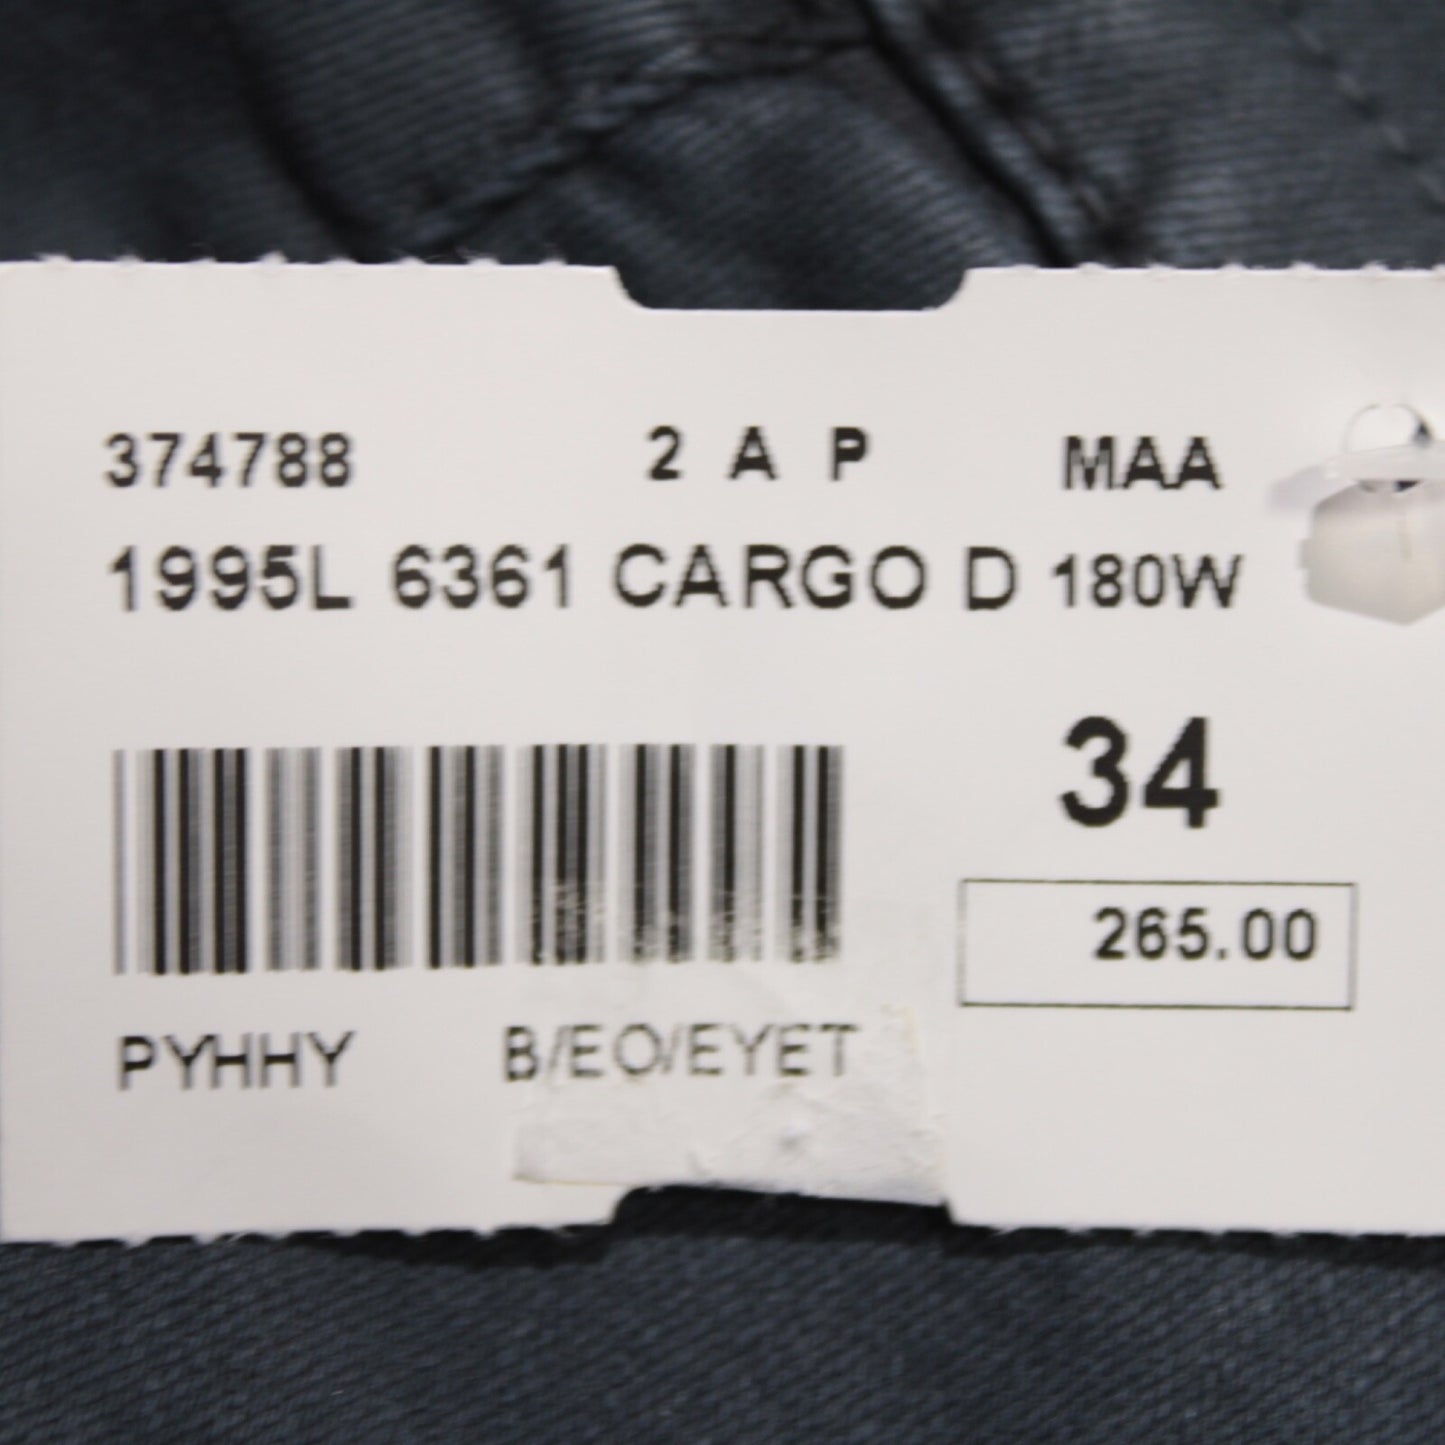 374788 2 A P MAA
1995L 6361 CARGO D 180W
34
265.00
PYHHY B/EO/EYET